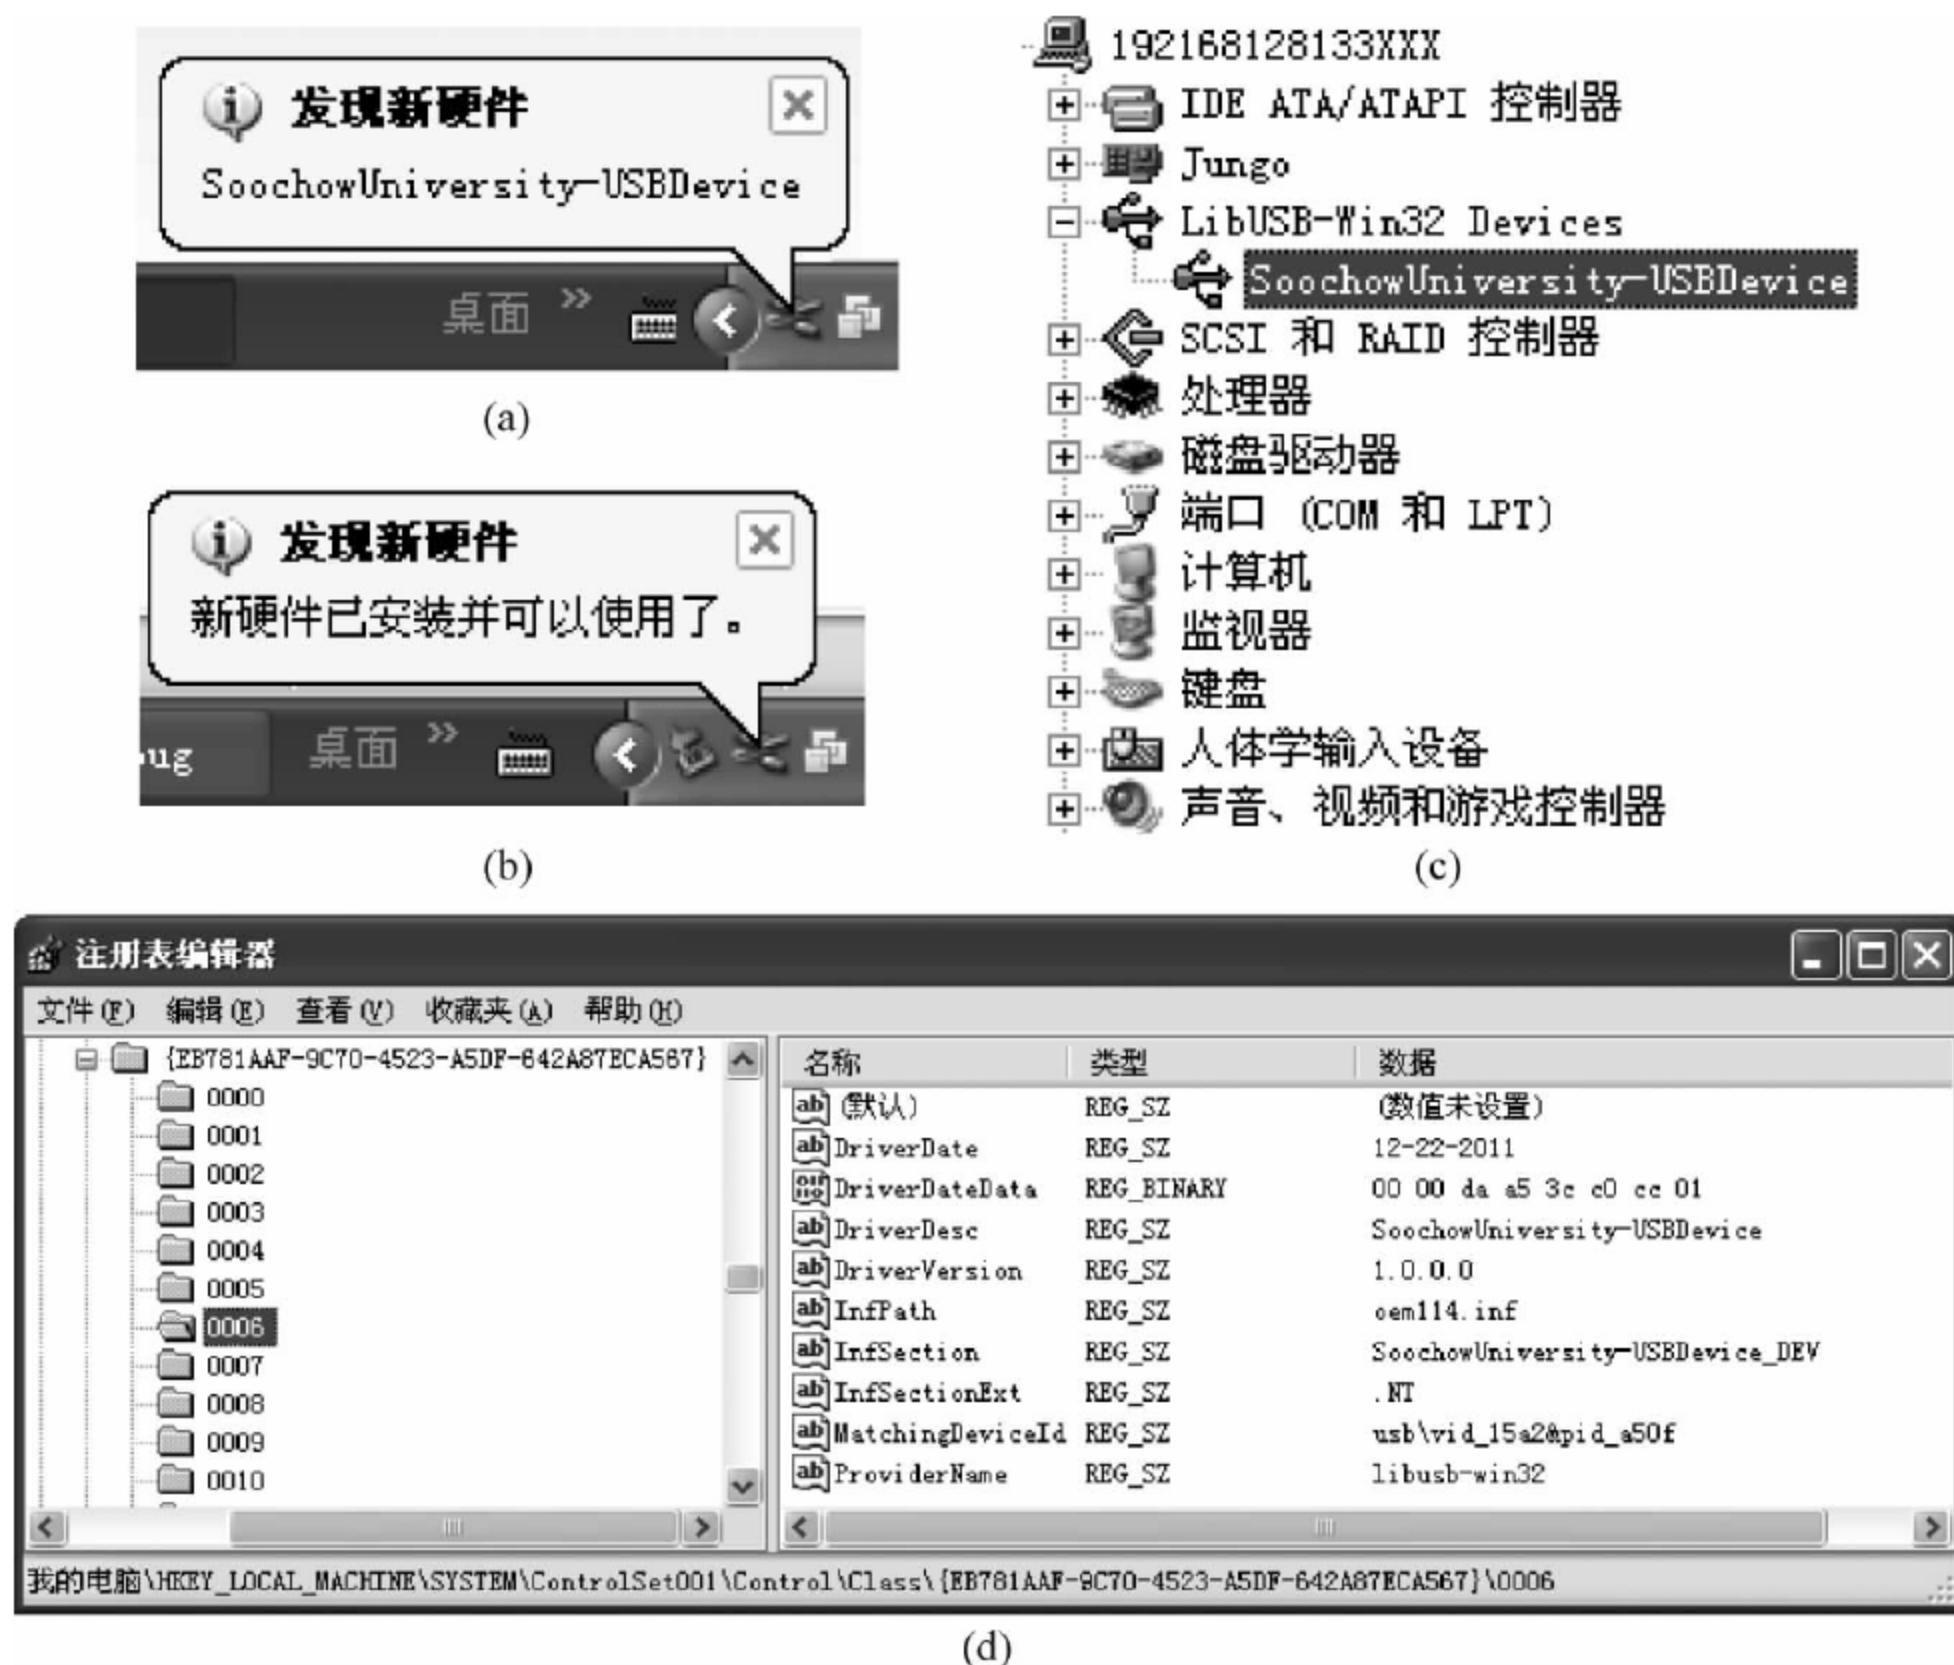 发现新硬件
SoochowUniversity-USBDevice
桌面 »
(a)
发现新硬件
新硬件已安装并可以使用了。
ug 桌面 »
(b)
192168128133XXX
IDE ATA/ATAPI 控制器
Jungo
LibUSB-Win32 Devices
SoochowUniversity-USBDevice
SCSI 和 RAID 控制器
处理器
磁盘驱动器
端口 (COM 和 LPT)
计算机
监视器
键盘
人体学输入设备
声音、视频和游戏控制器
(c)
注册表编辑器
文件(F) 编辑(E) 查看(V) 收藏夹(A) 帮助(H)
{EB781AAF-9C70-4523-A5DF-642A87ECA567}
0000
0001
0002
0003
0004
0005
0006
0007
0008
0009
0010
名称 类型 数据
(默认) REG_SZ (数值未设置)
DriverDate REG_SZ 12-22-2011
DriverDateData REG_BINARY 00 00 da a5 3c c0 cc 01
DriverDesc REG_SZ SoochowUniversity-USBDevice
DriverVersion REG_SZ 1.0.0.0
InfPath REG_SZ oem114.inf
InfSection REG_SZ SoochowUniversity-USBDevice_DEV
InfSectionExt REG_SZ .NT
MatchingDeviceId REG_SZ usb\vid_15a2&pid_a50f
ProviderName REG_SZ libusb-win32
我的电脑\HKEY_LOCAL_MACHINE\SYSTEM\ControlSet001\Control\Class\{EB781AAF-9C70-4523-A5DF-642A87ECA567}\0006
(d)